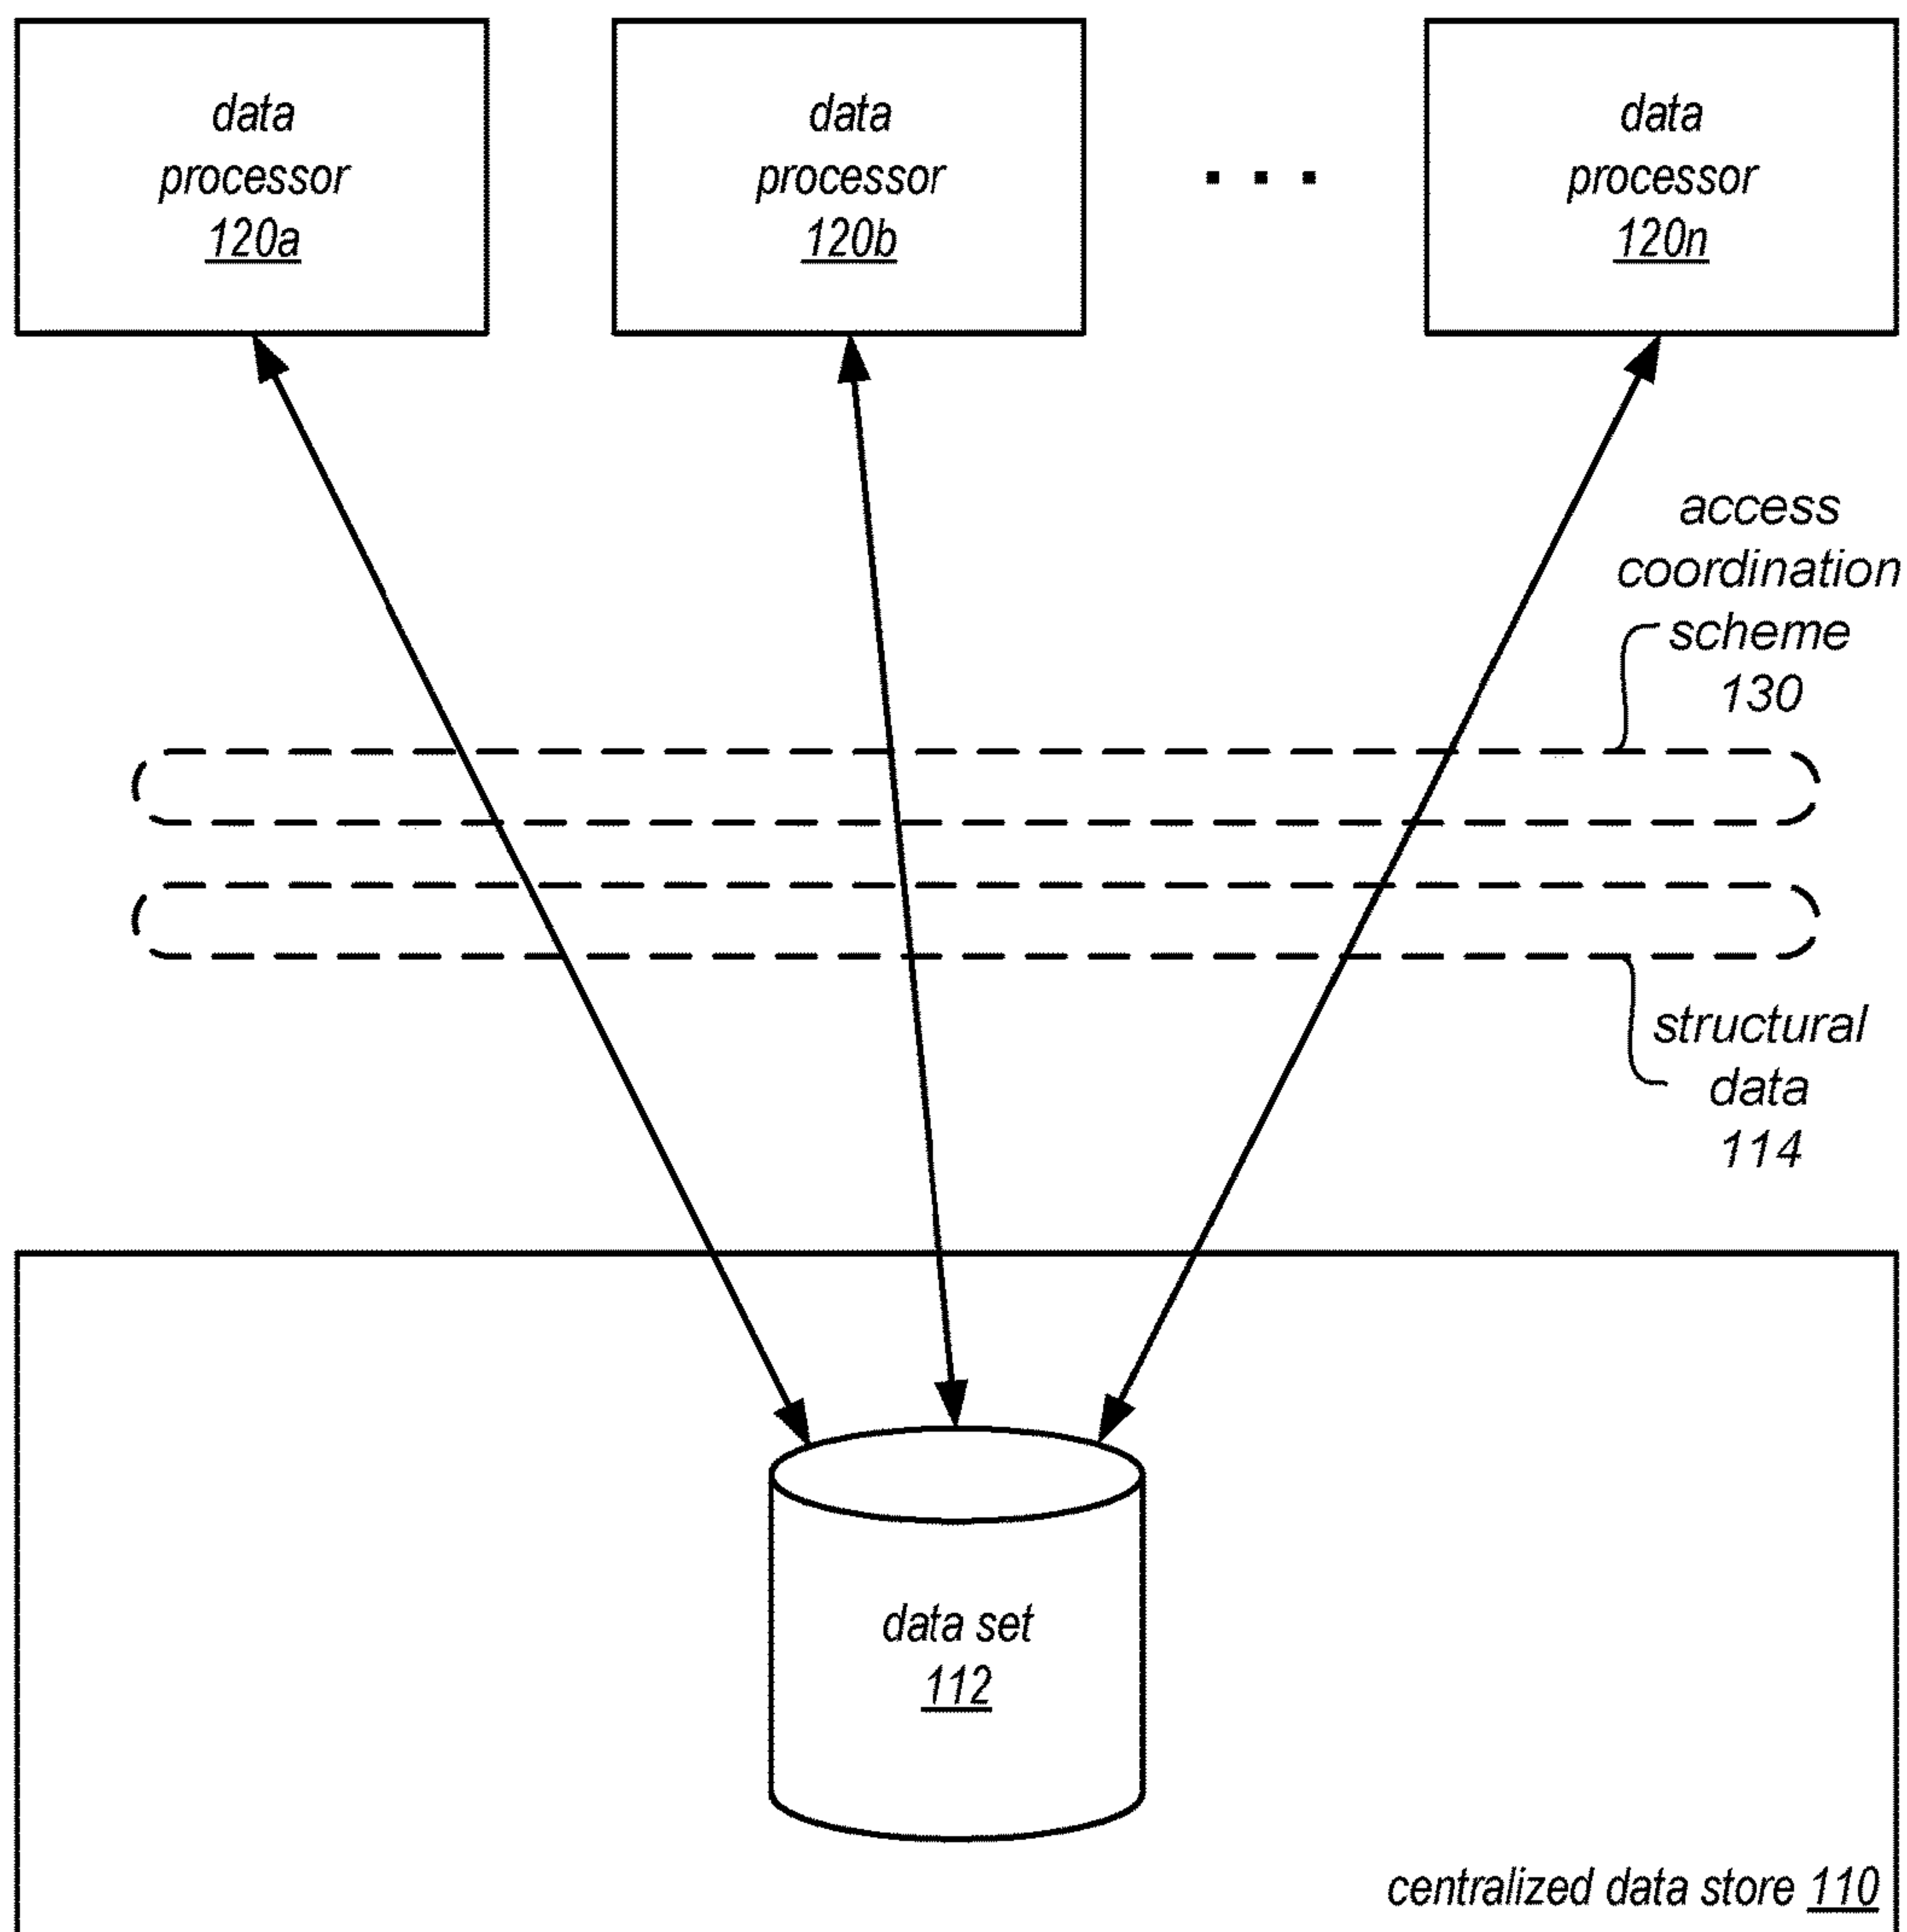 data
processor
120a
data
processor
120b
. . .
data
processor
120n
access
coordination
scheme
130
structural
data
114
data set
112
centralized data store 110